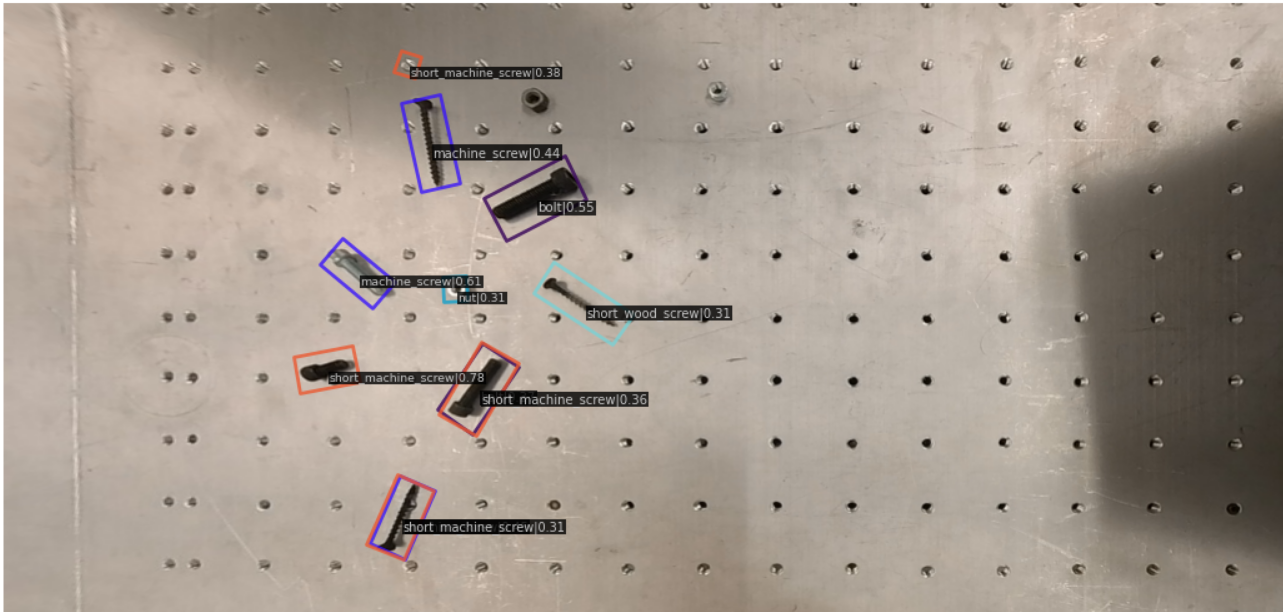 short_machine_screw|0.38
machine_screw|0.44
bolt|0.55
machine_screw|0.61
nut|0.31
short_wood_screw|0.31
short_machine_screw|0.78
short_machine_screw|0.36
short_machine_screw|0.31